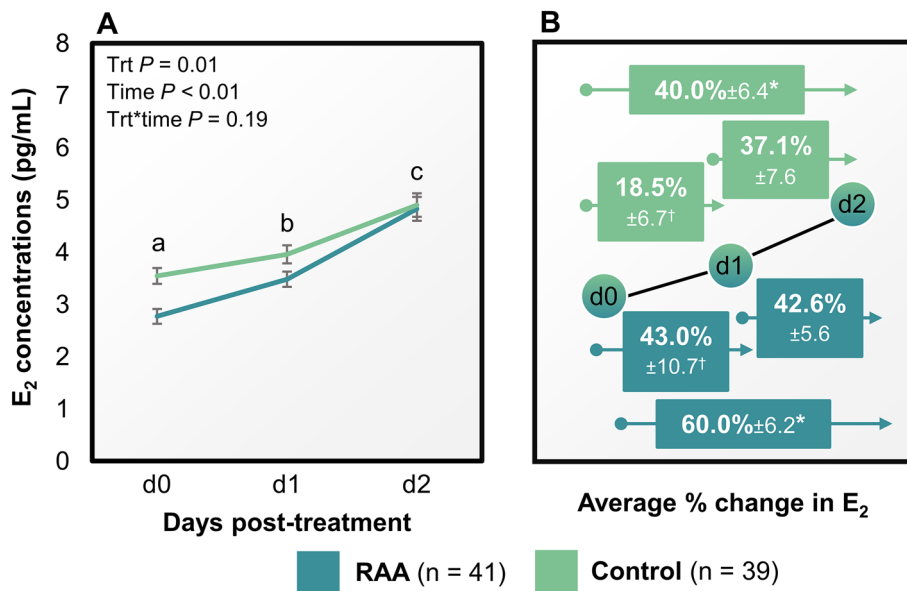 A
8
7
6
5
4
3
2
1
0
E₂ concentrations (pg/mL)
Trt P = 0.01
Time P < 0.01
Trt*time P = 0.19
a
b
c
d0
d1
d2
Days post-treatment
B
40.0%±6.4*
37.1%
±7.6
18.5%
±6.7†
d2
d1
d0
42.6%
±5.6
43.0%
±10.7†
60.0%±6.2*
Average % change in E₂
RAA (n = 41)
Control (n = 39)